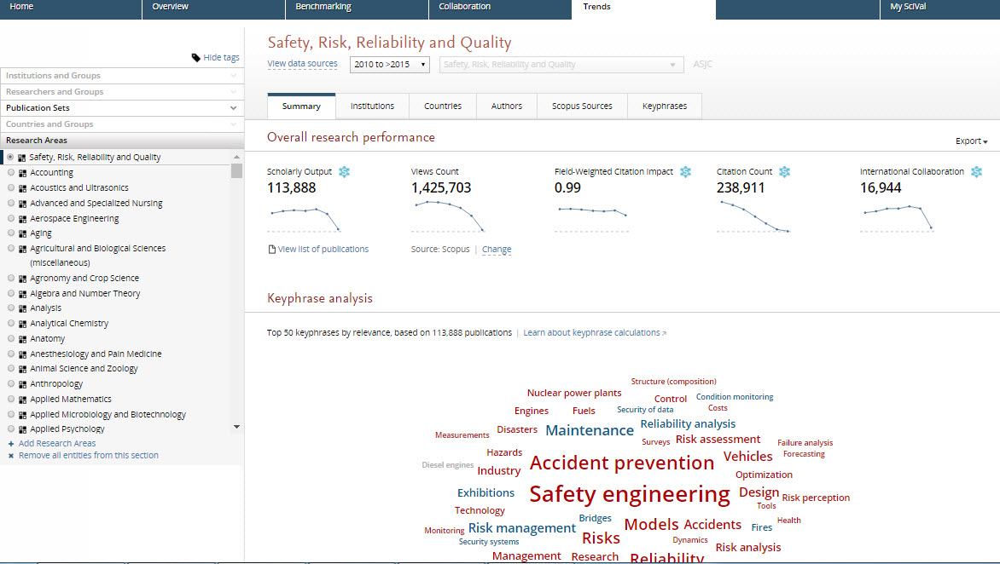 Home Overview Benchmarking Collaboration Trends My SciVal
Hide tags
Institutions and Groups
Researchers and Groups
Publication Sets
Countries and Groups
Research Areas
Safety, Risk, Reliability and Quality
Accounting
Acoustics and Ultrasonics
Advanced and Specialized Nursing
Aerospace Engineering
Aging
Agricultural and Biological Sciences
(miscellaneous)
Agronomy and Crop Science
Algebra and Number Theory
Analysis
Analytical Chemistry
Anatomy
Anesthesiology and Pain Medicine
Animal Science and Zoology
Anthropology
Applied Mathematics
Applied Microbiology and Biotechnology
Applied Psychology
+ Add Research Areas
× Remove all entities from this section
Safety, Risk, Reliability and Quality
View data sources 2010 to >2015 Safety, Risk, Reliability and Quality ASJC
Summary Institutions Countries Authors Scopus Sources Keyphrases
Overall research performance
Export
Scholarly Output Views Count Field-Weighted Citation Impact Citation Count International Collaboration
113,888 1,425,703 0.99 238,911 16,944
View list of publications Source: Scopus | Change
Keyphrase analysis
Top 50 keyphrases by relevance, based on 113,888 publications | Learn about keyphrase calculations
Structure (composition)
Nuclear power plants Control Condition monitoring
Engines Fuels Security of data Costs
Measurements Disasters Maintenance Reliability analysis
Surveys Risk assessment Failure analysis
Hazards Accident prevention Vehicles Forecasting
Diesel engines Industry Optimization
Exhibitions Safety engineering Design Risk perception
Technology Tools
Monitoring Risk management Bridges Models Accidents Fires Health
Security systems Risks Dynamics Risk analysis
Management Research Reliability